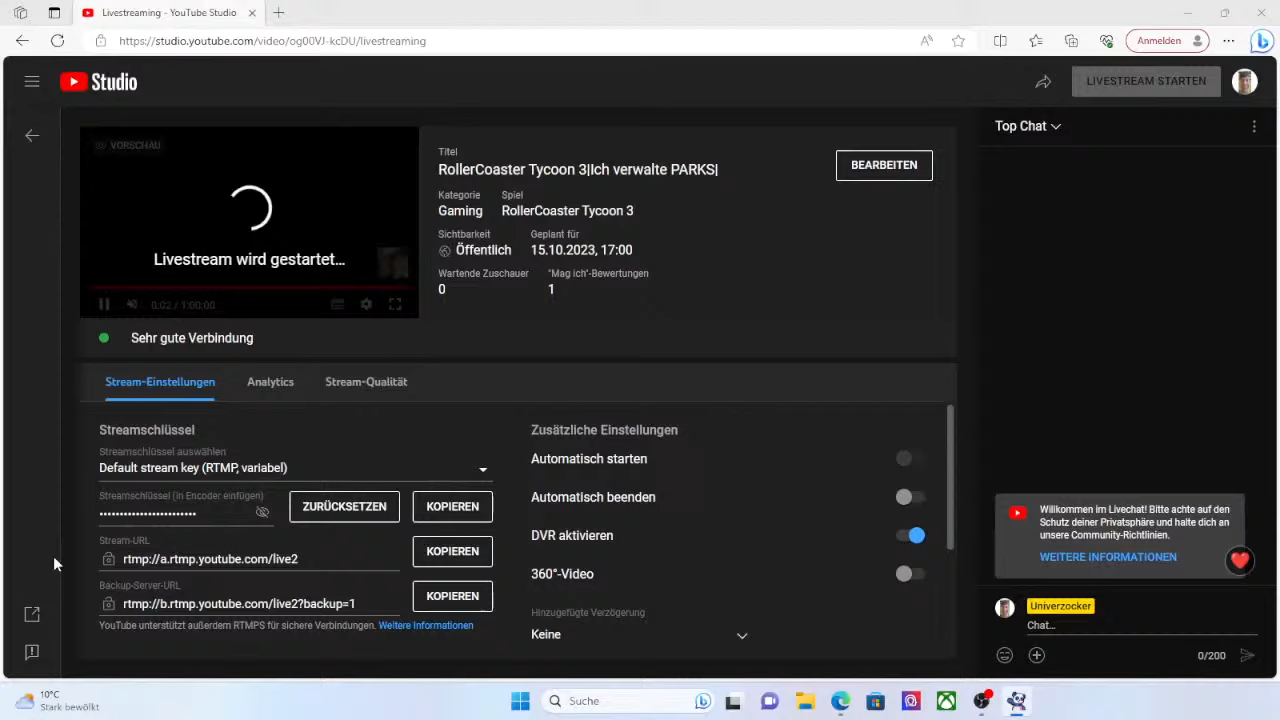 Livestreaming - YouTube Studio
https://studio.youtube.com/video/og00VJ-kcDU/livestreaming
Anmelden
Studio
LIVESTREAM STARTEN
VORSCHAU
Livestream wird gestartet...
0:02 / 1:00:00
Titel
RollerCoaster Tycoon 3|Ich verwalte PARKS|
BEARBEITEN
Kategorie
Spiel
Gaming
RollerCoaster Tycoon 3
Sichtbarkeit
Geplant für
Öffentlich
15.10.2023, 17:00
Wartende Zuschauer
"Mag ich"-Bewertungen
0
1
Sehr gute Verbindung
Stream-Einstellungen
Analytics
Stream-Qualität
Streamschlüssel
Streamschlüssel auswählen
Default stream key (RTMP, variabel)
Streamschlüssel (in Encoder einfügen)
ZURÜCKSETZEN
KOPIEREN
Stream-URL
rtmp://a.rtmp.youtube.com/live2
KOPIEREN
Backup-Server-URL
rtmp://b.rtmp.youtube.com/live2?backup=1
KOPIEREN
YouTube unterstützt außerdem RTMPS für sichere Verbindungen. Weitere Informationen
Zusätzliche Einstellungen
Automatisch starten
Automatisch beenden
DVR aktivieren
360°-Video
Hinzugefügte Verzögerung
Keine
Top Chat
Willkommen im Livechat! Bitte achte auf den
Schutz deiner Privatsphäre und halte dich an
unsere Community-Richtlinien.
WEITERE INFORMATIONEN
Univerzocker
Chat...
0/200
10°C
Stark bewölkt
Suche